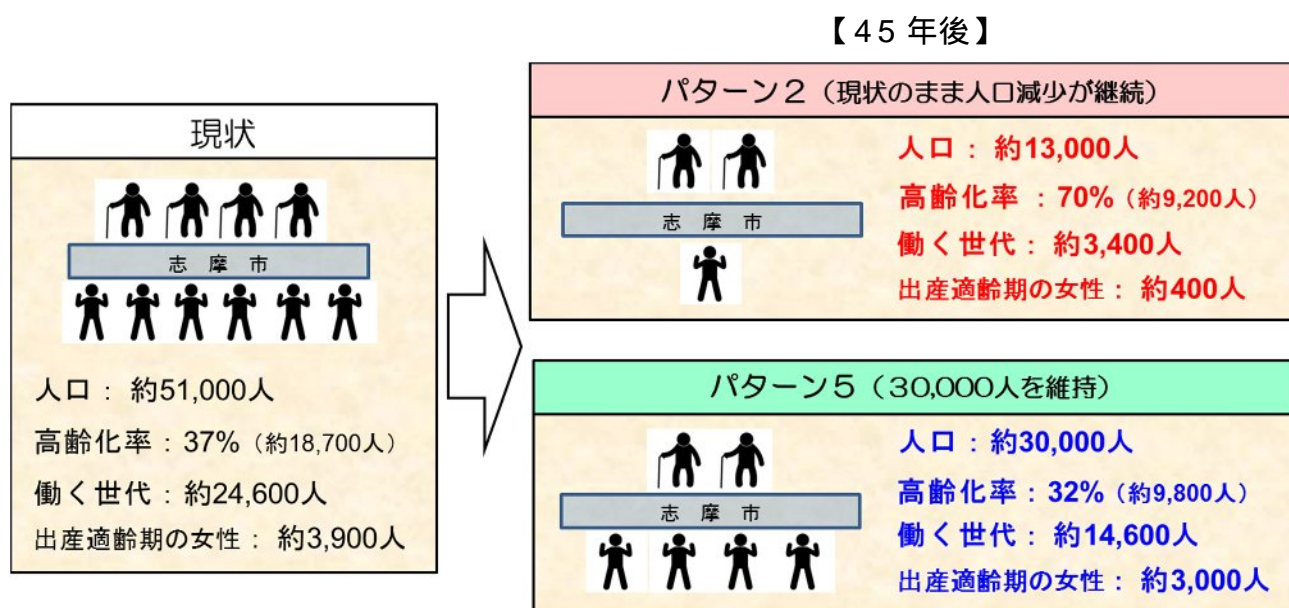 【45年後】
現状
志摩市
人口：約51,000人
高齢化率：37%（約18,700人）
働く世代：約24,600人
出産適齢期の女性：約3,900人
パターン２（現状のまま人口減少が継続）
志摩市
人口：約13,000人
高齢化率：70%（約9,200人）
働く世代：約3,400人
出産適齢期の女性：約400人
パターン５（30,000人を維持）
志摩市
人口：約30,000人
高齢化率：32%（約9,800人）
働く世代：約14,600人
出産適齢期の女性：約3,000人